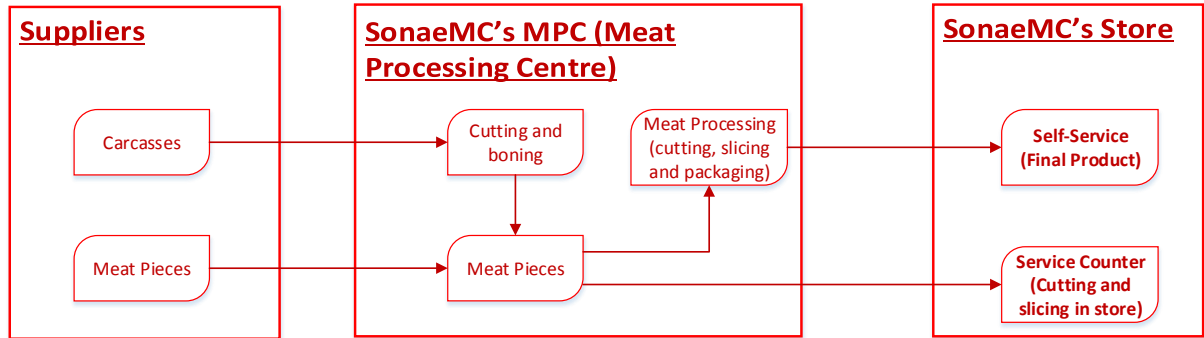 Suppliers
SonaeMC’s MPC (Meat
Processing Centre)
SonaeMC’s Store
Carcasses
Cutting and
boning
Meat Processing
(cutting, slicing
and packaging)
Self-Service
(Final Product)
Meat Pieces
Meat Pieces
Service Counter
(Cutting and
slicing in store)